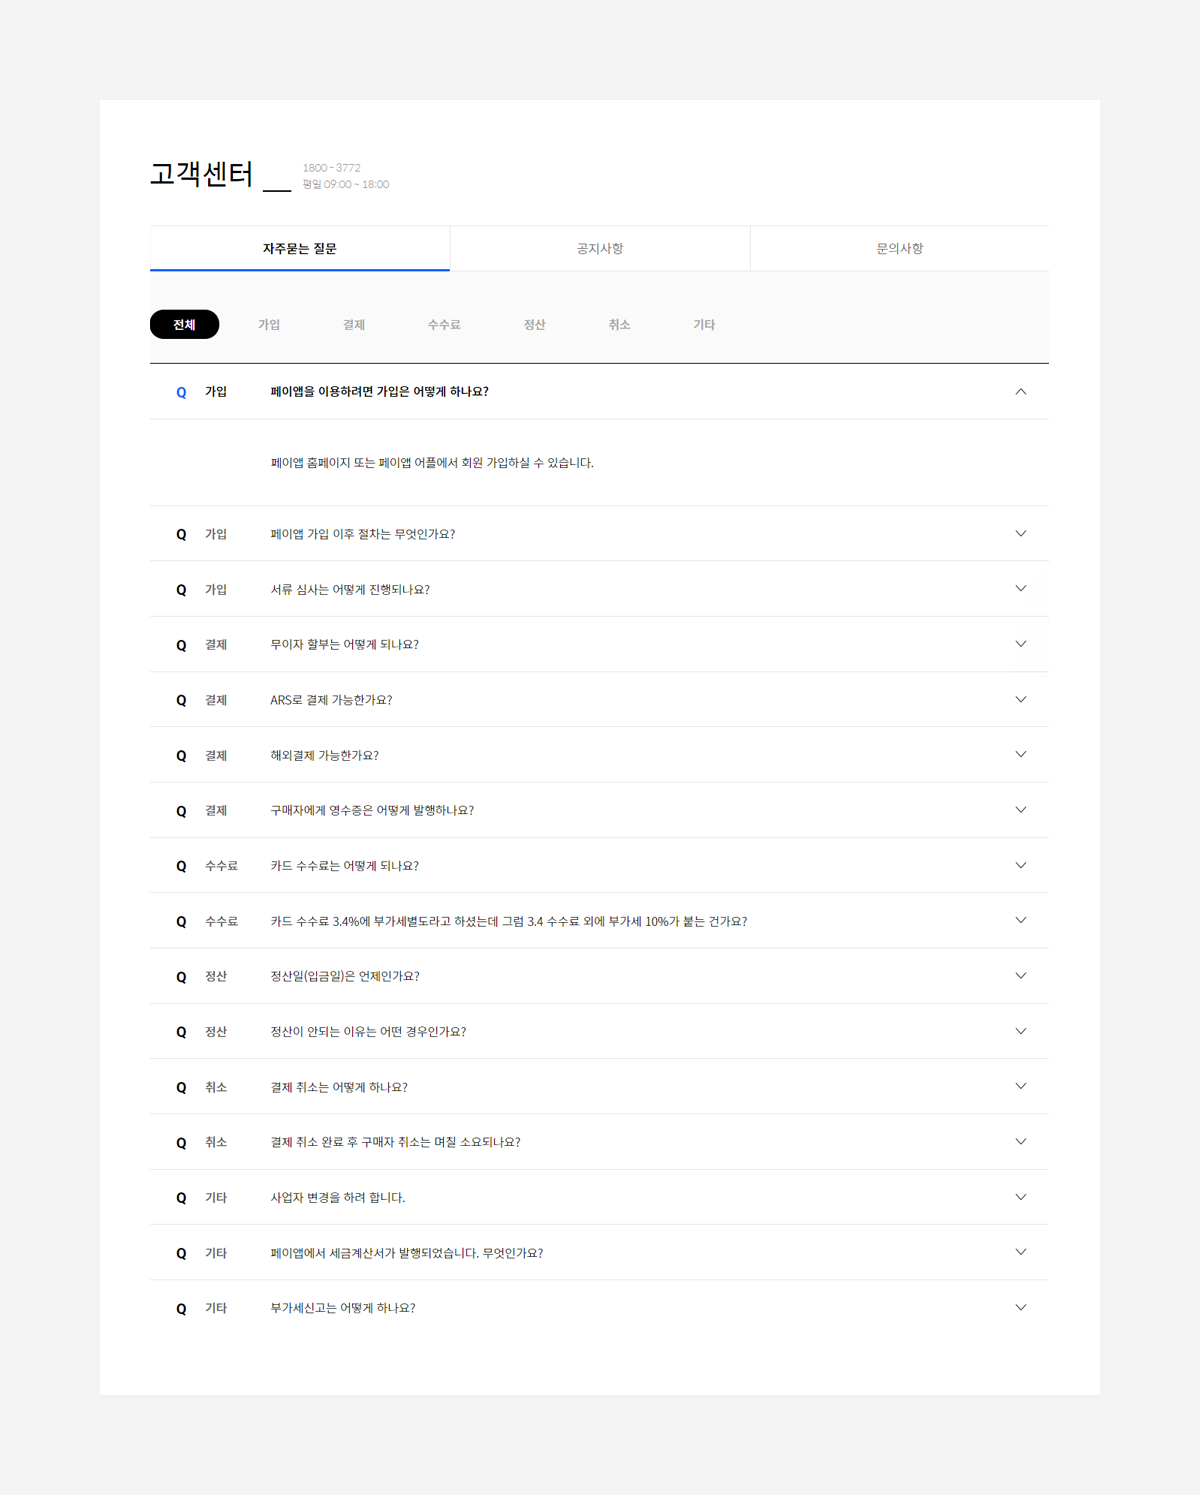 고객센터
1800 - 3772
평일 09:00 ~ 18:00
자주묻는 질문 공지사항 문의사항
전체 가입 결제 수수료 정산 취소 기타
Q 가입 페이앱을 이용하려면 가입은 어떻게 하나요?
페이앱 홈페이지 또는 페이앱 어플에서 회원 가입하실 수 있습니다.
Q 가입 페이앱 가입 이후 절차는 무엇인가요?
Q 가입 서류 심사는 어떻게 진행되나요?
Q 결제 무이자 할부는 어떻게 되나요?
Q 결제 ARS로 결제 가능한가요?
Q 결제 해외결제 가능한가요?
Q 결제 구매자에게 영수증은 어떻게 발행하나요?
Q 수수료 카드 수수료는 어떻게 되나요?
Q 수수료 카드 수수료 3.4%에 부가세별도라고 하셨는데 그럼 3.4 수수료 외에 부가세 10%가 붙는 건가요?
Q 정산 정산일(입금일)은 언제인가요?
Q 정산 정산이 안되는 이유는 어떤 경우인가요?
Q 취소 결제 취소는 어떻게 하나요?
Q 취소 결제 취소 완료 후 구매자 취소는 며칠 소요되나요?
Q 기타 사업자 변경을 하려 합니다.
Q 기타 페이앱에서 세금계산서가 발행되었습니다. 무엇인가요?
Q 기타 부가세신고는 어떻게 하나요?